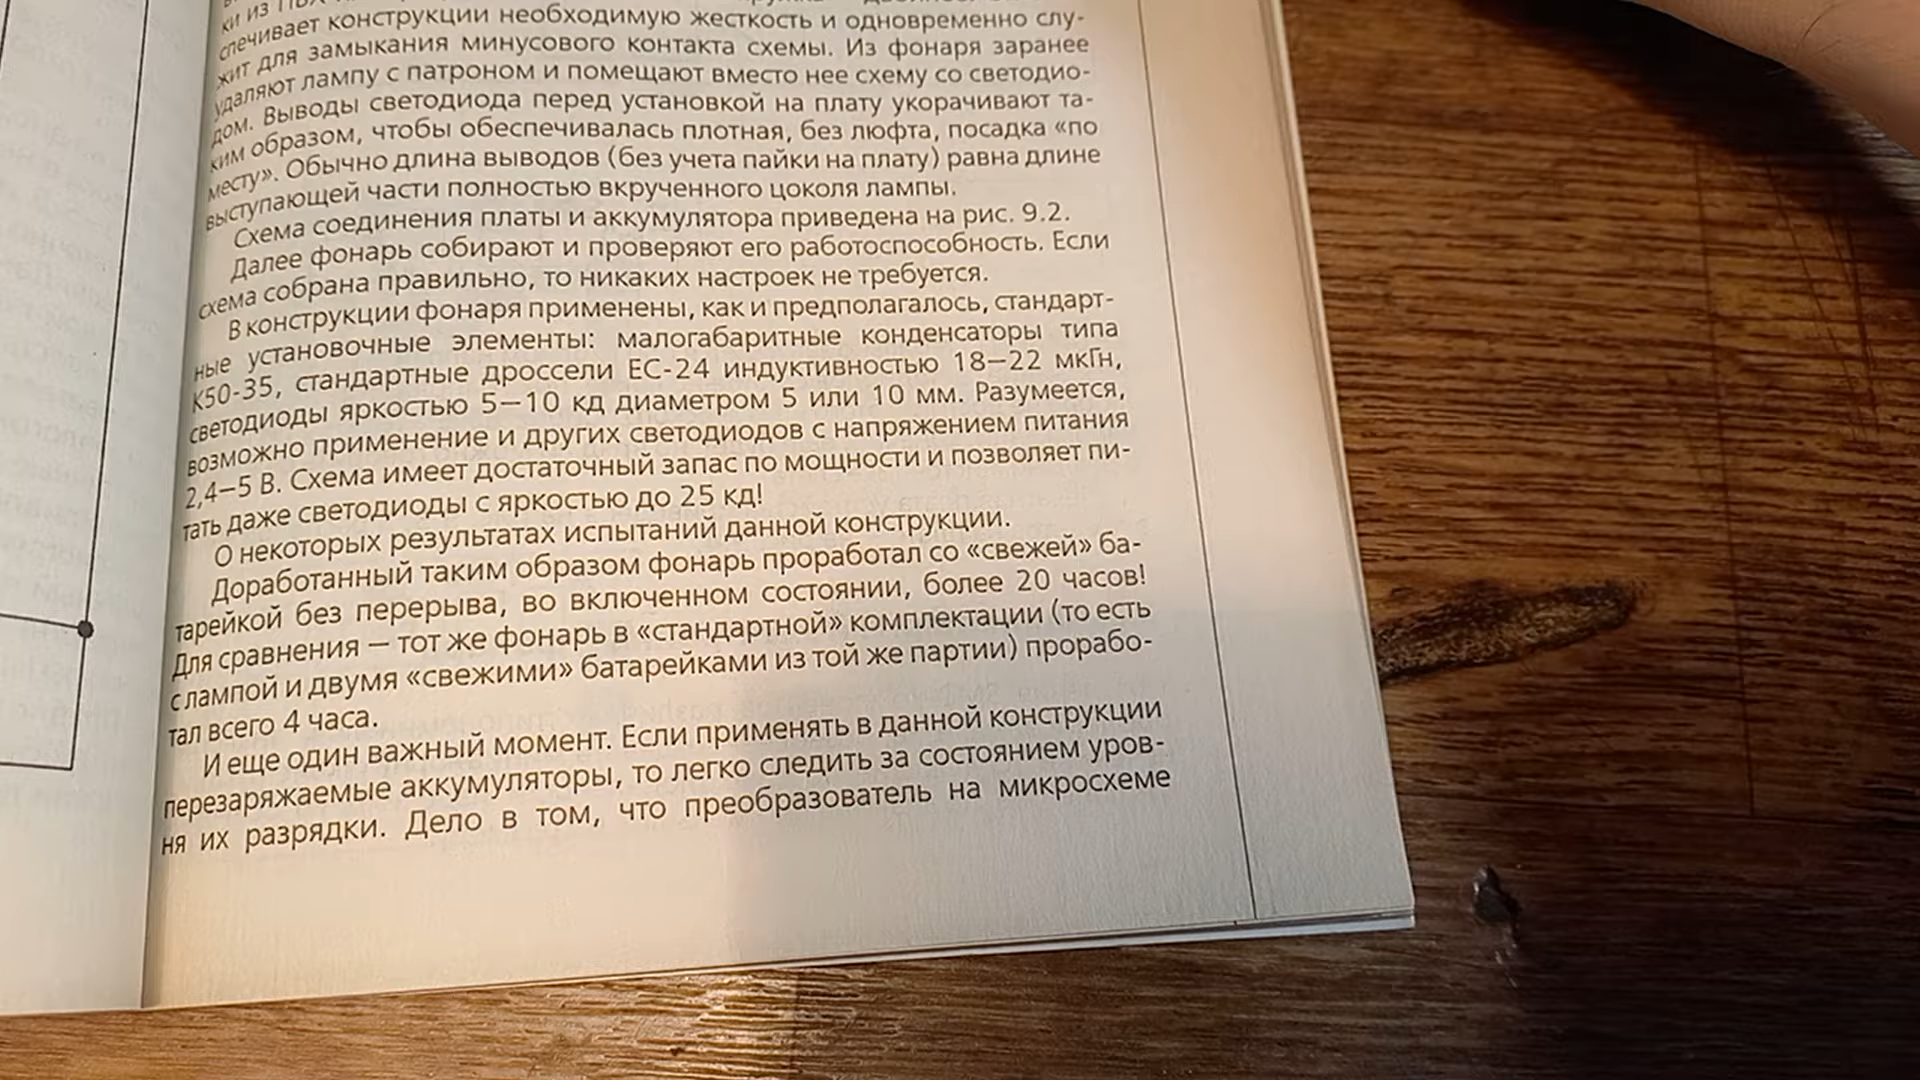 ки из ПВХ
спечивает конструкции необходимую жесткость и одновременно слу-
жит для замыкания минусового контакта схемы. Из фонаря заранее
удаляют лампу с патроном и помещают вместо нее схему со светодио-
дом. Выводы светодиода перед установкой на плату укорачивают та-
ким образом, чтобы обеспечивалась плотная, без люфта, посадка «по
месту». Обычно длина выводов (без учета пайки на плату) равна длине
выступающей части полностью вкрученного цоколя лампы.
Схема соединения платы и аккумулятора приведена на рис. 9.2.
Далее фонарь собирают и проверяют его работоспособность. Если
схема собрана правильно, то никаких настроек не требуется.
В конструкции фонаря применены, как и предполагалось, стандарт-
ные установочные элементы: малогабаритные конденсаторы типа
К50-35, стандартные дроссели ЕС-24 индуктивностью 18—22 мкГн,
светодиоды яркостью 5—10 кд диаметром 5 или 10 мм. Разумеется,
возможно применение и других светодиодов с напряжением питания
2,4—5 В. Схема имеет достаточный запас по мощности и позволяет пи-
тать даже светодиоды с яркостью до 25 кд!
О некоторых результатах испытаний данной конструкции.
Доработанный таким образом фонарь проработал со «свежей» ба-
тарейкой без перерыва, во включенном состоянии, более 20 часов!
Для сравнения — тот же фонарь в «стандартной» комплектации (то есть
с лампой и двумя «свежими» батарейками из той же партии) прорабо-
тал всего 4 часа.
И еще один важный момент. Если применять в данной конструкции
перезаряжаемые аккумуляторы, то легко следить за состоянием уров-
ня их разрядки. Дело в том, что преобразователь на микросхеме